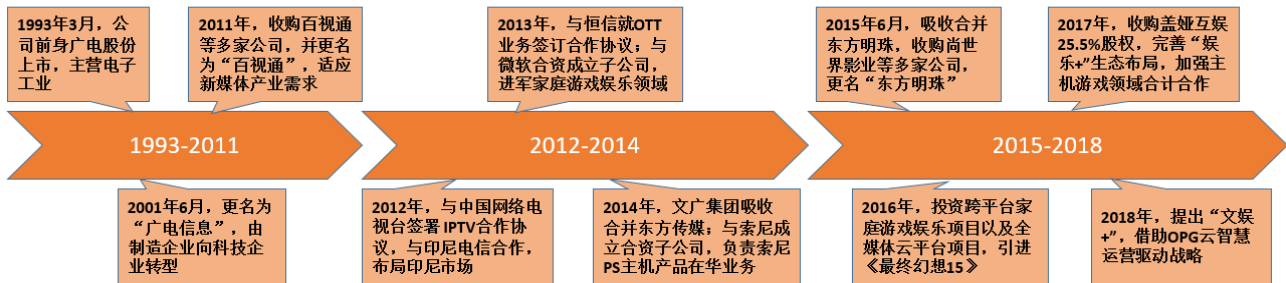 1993年3月，公
司前身广电股份
上市，主营电子
工业
2011年，收购百视通
等多家公司，并更名
为“百视通”，适应
新媒体产业需求
2013年，与恒信就OTT
业务签订合作协议；与
微软合资成立子公司，
进军家庭游戏娱乐领域
2015年6月，吸收合并
东方明珠，收购尚世
界影业等多家公司，
更名“东方明珠”
2017年，收购盖娅互娱
25.5%股权，完善“娱
乐+”生态布局，加强主
机游戏领域合计合作
1993-2011
2012-2014
2015-2018
2001年6月，更名为
“广电信息”，由
制造企业向科技企
业转型
2012年，与中国网络电
视台签署IPTV合作协
议，与印尼电信合作，
布局印尼市场
2014年，文广集团吸收
合并东方传媒；与索尼成
立合资子公司，负责索尼
PS主机产品在华业务
2016年，投资跨平台家
庭游戏娱乐项目以及全
媒体云平台项目，引进
《最终幻想15》
2018年，提出“文娱
+”，借助OPG云智慧
运营驱动战略